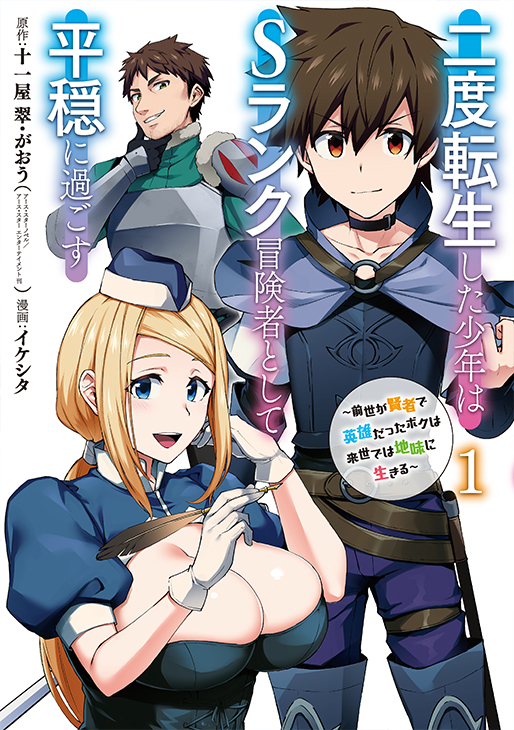 二度転生した少年は
Sランク冒険者として
平穏に過ごす
~前世が賢者で
英雄だったボクは
来世では地味に
生きる~
1
原作:十一屋 翠・がおう(アース・スターノベル/
アース・スター エンターテイメント刊)
漫画:イケシタ